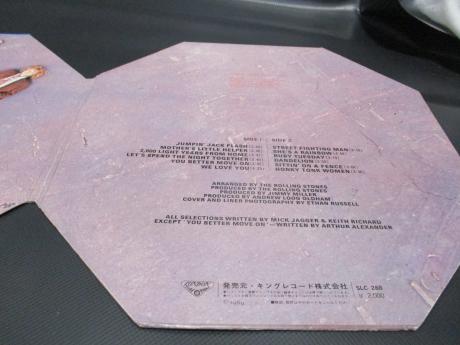 SIDE 1 SIDE 2
JUMPIN' JACK FLASH
MOTHER'S LITTLE HELPER
2,000 LIGHT YEARS FROM HOME
LET'S SPEND THE NIGHT TOGETHER
YOU BETTER MOVE ON
WE LOVE YOU
STREET FIGHTING MAN
SHE'S A RAINBOW
RUBY TUESDAY
DANDELION
SITTIN' ON A FENCE
HONKY TONK WOMEN
ARRANGED BY THE ROLLING STONES
PRODUCED BY THE ROLLING STONES
PRODUCED BY JIMMY MILLER
PRODUCED BY ANDREW LOOG OLDHAM
COVER AND LINER PHOTOGRAPHY BY ETHAN RUSSELL
ALL SELECTIONS WRITTEN BY MICK JAGGER & KEITH RICHARD
EXCEPT 'YOU BETTER MOVE ON'—WRITTEN BY ARTHUR ALEXANDER
LONDON
発売元・キングレコード株式会社 SLC 288
¥ 2,000